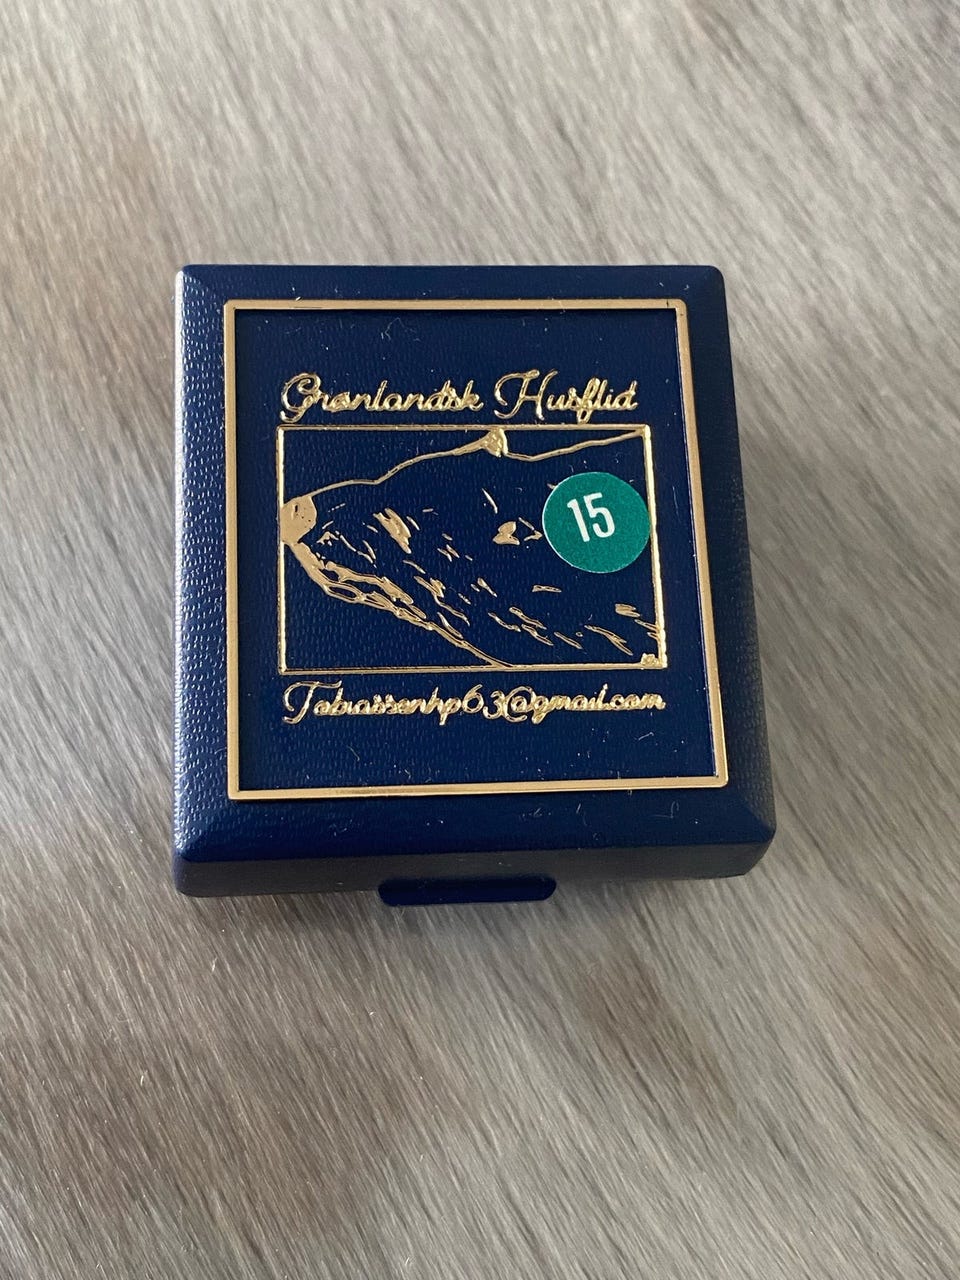 Grønlandsk Husflid
15
Tobiassenhp63@gmail.com